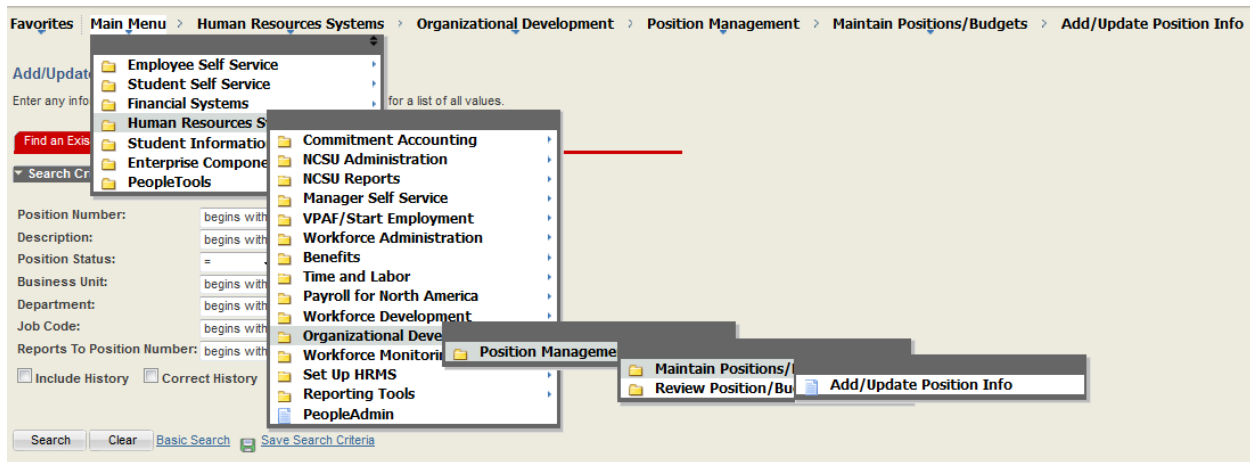 Favorites Main Menu > Human Resources Systems > Organizational Development > Position Management > Maintain Positions/Budgets > Add/Update Position Info
Add/Updat
Enter any info for a list of all values.
Find an Exis
Search Cr
Employee Self Service
Student Self Service
Financial Systems
Human Resources S
Student Informatio
Enterprise Compone
PeopleTools
Commitment Accounting
NCSU Administration
NCSU Reports
Manager Self Service
VPAF/Start Employment
Workforce Administration
Benefits
Time and Labor
Payroll for North America
Workforce Development
Organizational Deve
Workforce Monitorin
Set Up HRMS
Reporting Tools
PeopleAdmin
Position Manageme
Maintain Positions/
Review Position/Bu
Add/Update Position Info
Position Number: begins with
Description: begins with
Position Status: =
Business Unit: begins with
Department: begins with
Job Code: begins with
Reports To Position Number: begins with
Include History Correct History
Search Clear Basic Search Save Search Criteria